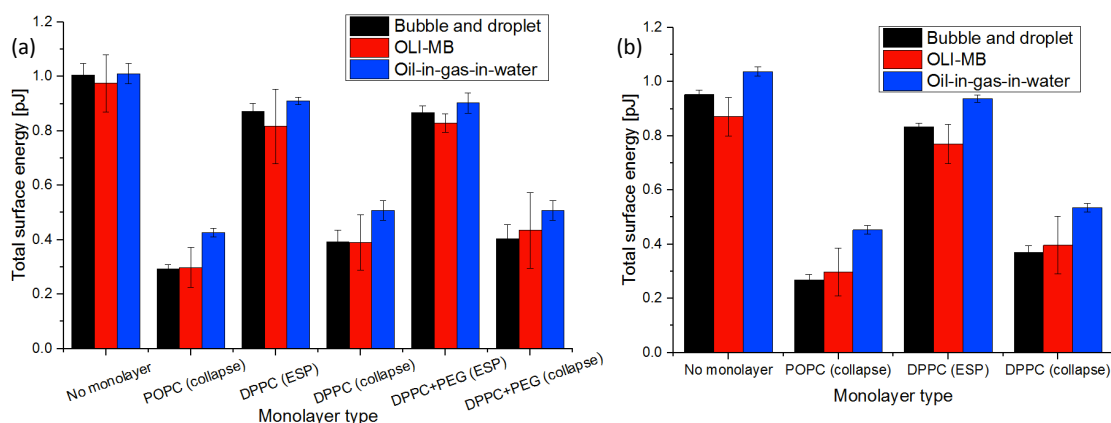 (a)
Total surface energy [pJ]
1.2
1.0
0.8
0.6
0.4
0.2
0.0
Bubble and droplet
OLI-MB
Oil-in-gas-in-water
No monolayer
POPC (collapse)
DPPC (ESP)
DPPC (collapse)
DPPC+PEG (ESP)
DPPC+PEG (collapse)
Monolayer type
(b)
Total surface energy [pJ]
1.2
1.0
0.8
0.6
0.4
0.2
0.0
Bubble and droplet
OLI-MB
Oil-in-gas-in-water
No monolayer
POPC (collapse)
DPPC (ESP)
DPPC (collapse)
Monolayer type